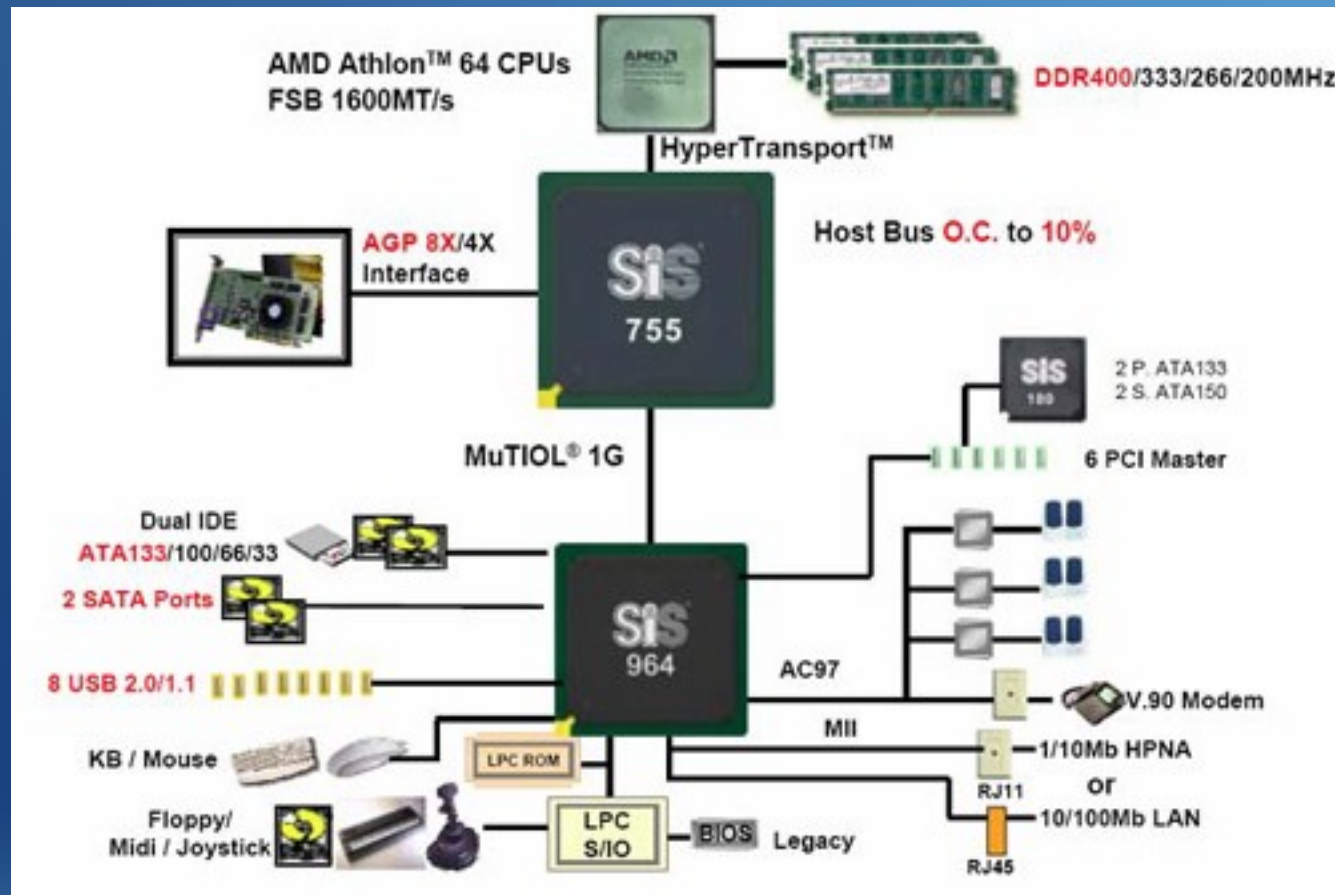 AMD Athlon™ 64 CPUs
FSB 1600MT/s
AMD
DDR400/333/266/200MHz
HyperTransport™
AGP 8X/4X
Interface
SiS
755
Host Bus O.C. to 10%
SiS
180
2 P. ATA133
2 S. ATA150
MuTIOL® 1G
6 PCI Master
Dual IDE
ATA133/100/66/33
2 SATA Ports
SiS
964
8 USB 2.0/1.1
AC97
V.90 Modem
KB / Mouse
LPC ROM
MII
1/10Mb HPNA
RJ11
or
10/100Mb LAN
RJ45
Floppy/
Midi / Joystick
LPC
S/IO
BIOS
Legacy